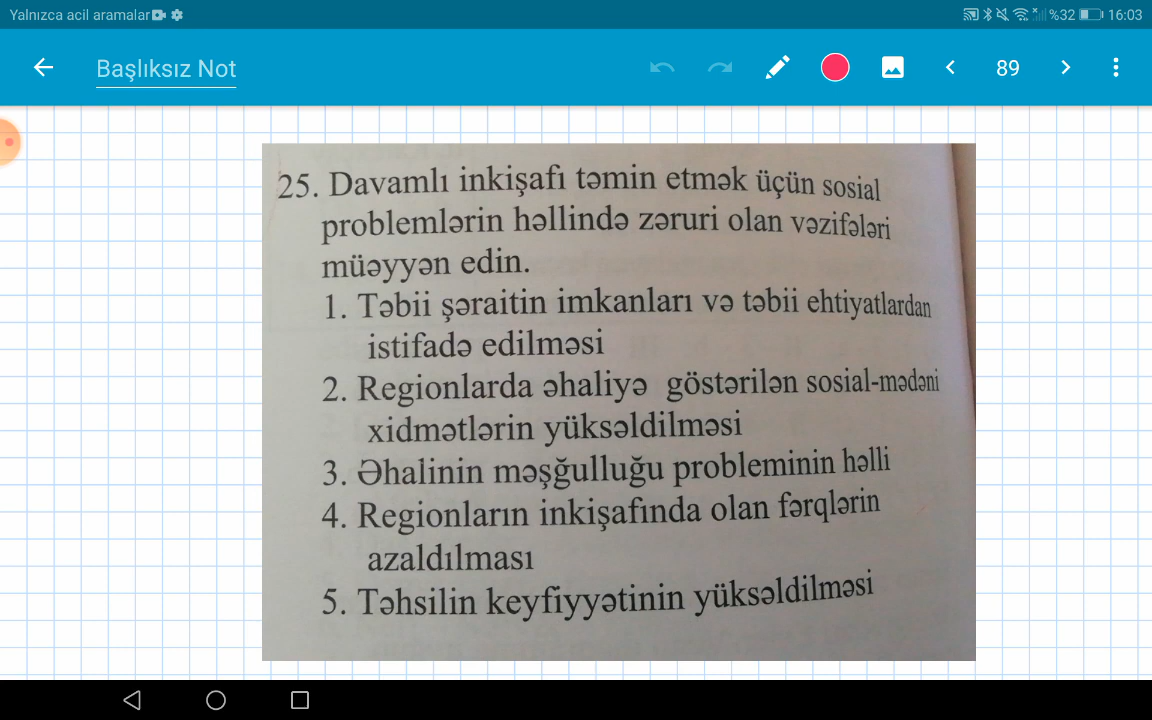 Yalnızca acil aramalar
%32 16:03
Başlıksız Not
89
25. Davamlı inkişafı təmin etmək üçün sosial
problemlərin həllində zəruri olan vəzifələri
müəyyən edin.
1. Təbii şəraitin imkanları və təbii ehtiyatlardan
istifadə edilməsi
2. Regionlarda əhaliyə göstərilən sosial-mədəni
xidmətlərin yüksəldilməsi
3. Əhalinin məşğulluğu probleminin həlli
4. Regionların inkişafında olan fərqlərin
azaldılması
5. Təhsilin keyfiyyətinin yüksəldilməsi